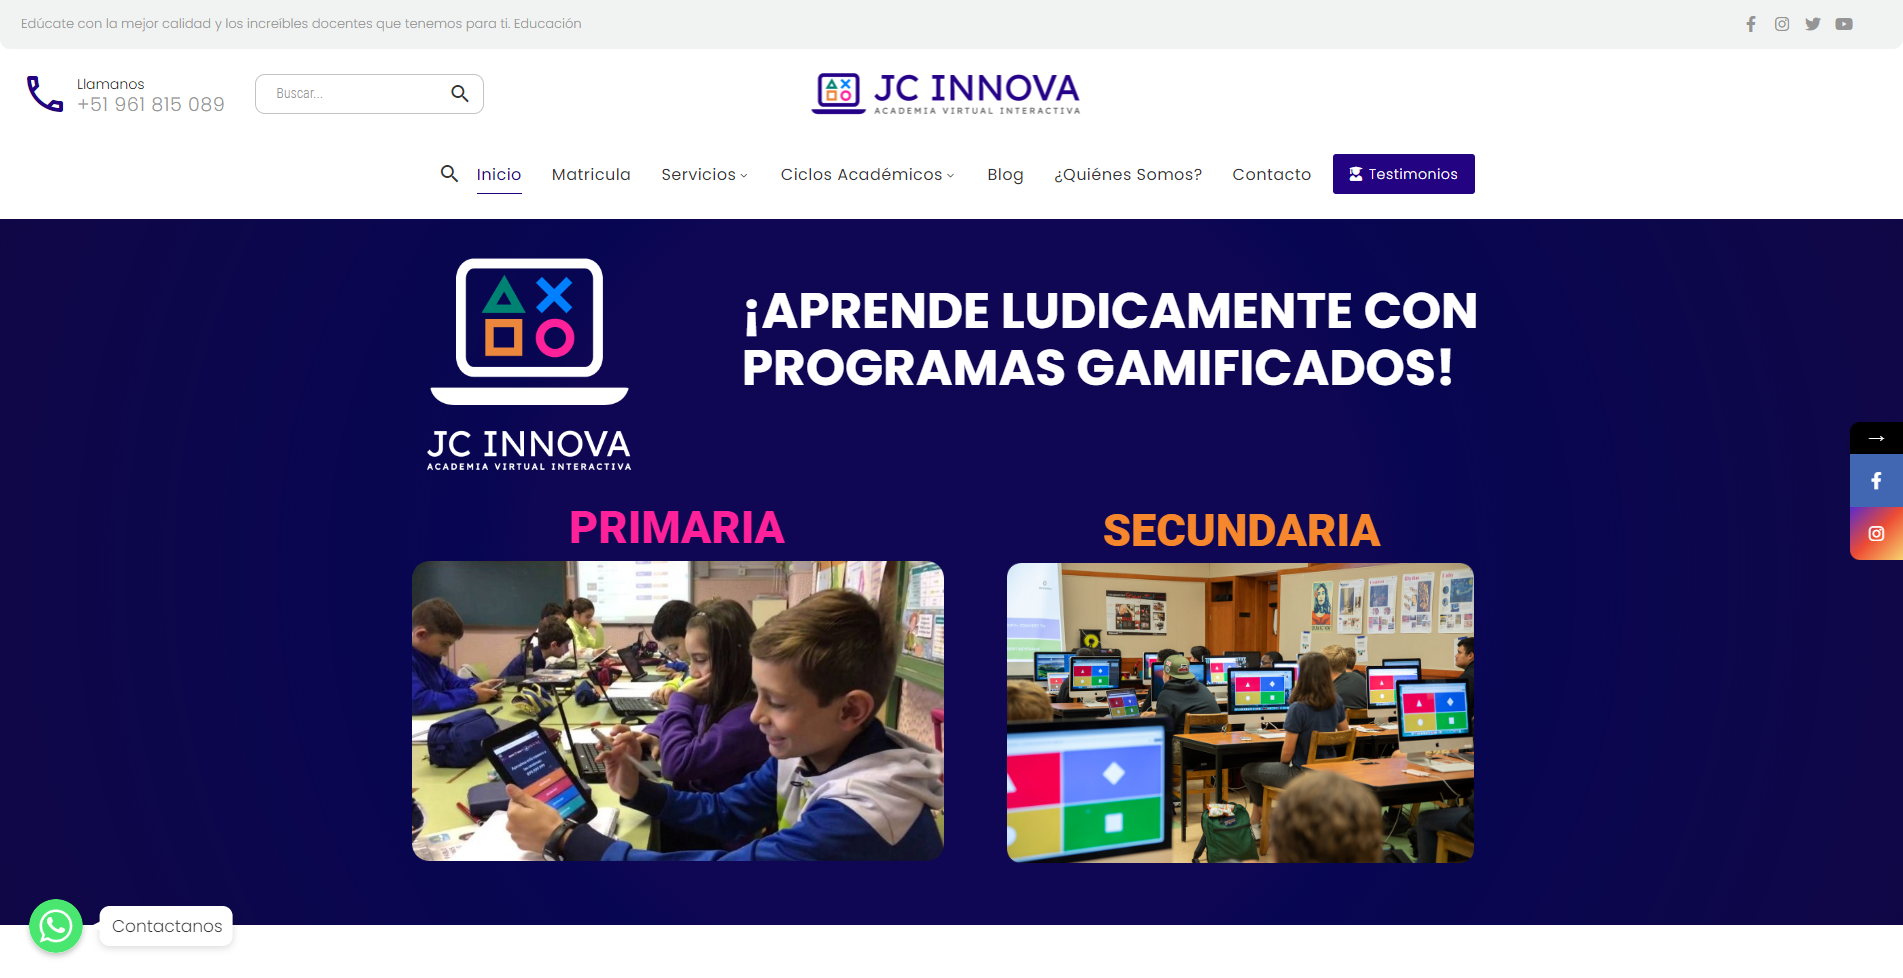 Edúcate con la mejor calidad y los increíbles docentes que tenemos para ti. Educación
Llamanos
+51 961 815 089
Buscar...
JC INNOVA
ACADEMIA VIRTUAL INTERACTIVA
Inicio
Matricula
Servicios
Ciclos Académicos
Blog
¿Quiénes Somos?
Contacto
Testimonios
JC INNOVA
ACADEMIA VIRTUAL INTERACTIVA
¡APRENDE LUDICAMENTE CON
PROGRAMAS GAMIFICADOS!
PRIMARIA
SECUNDARIA
Contactanos